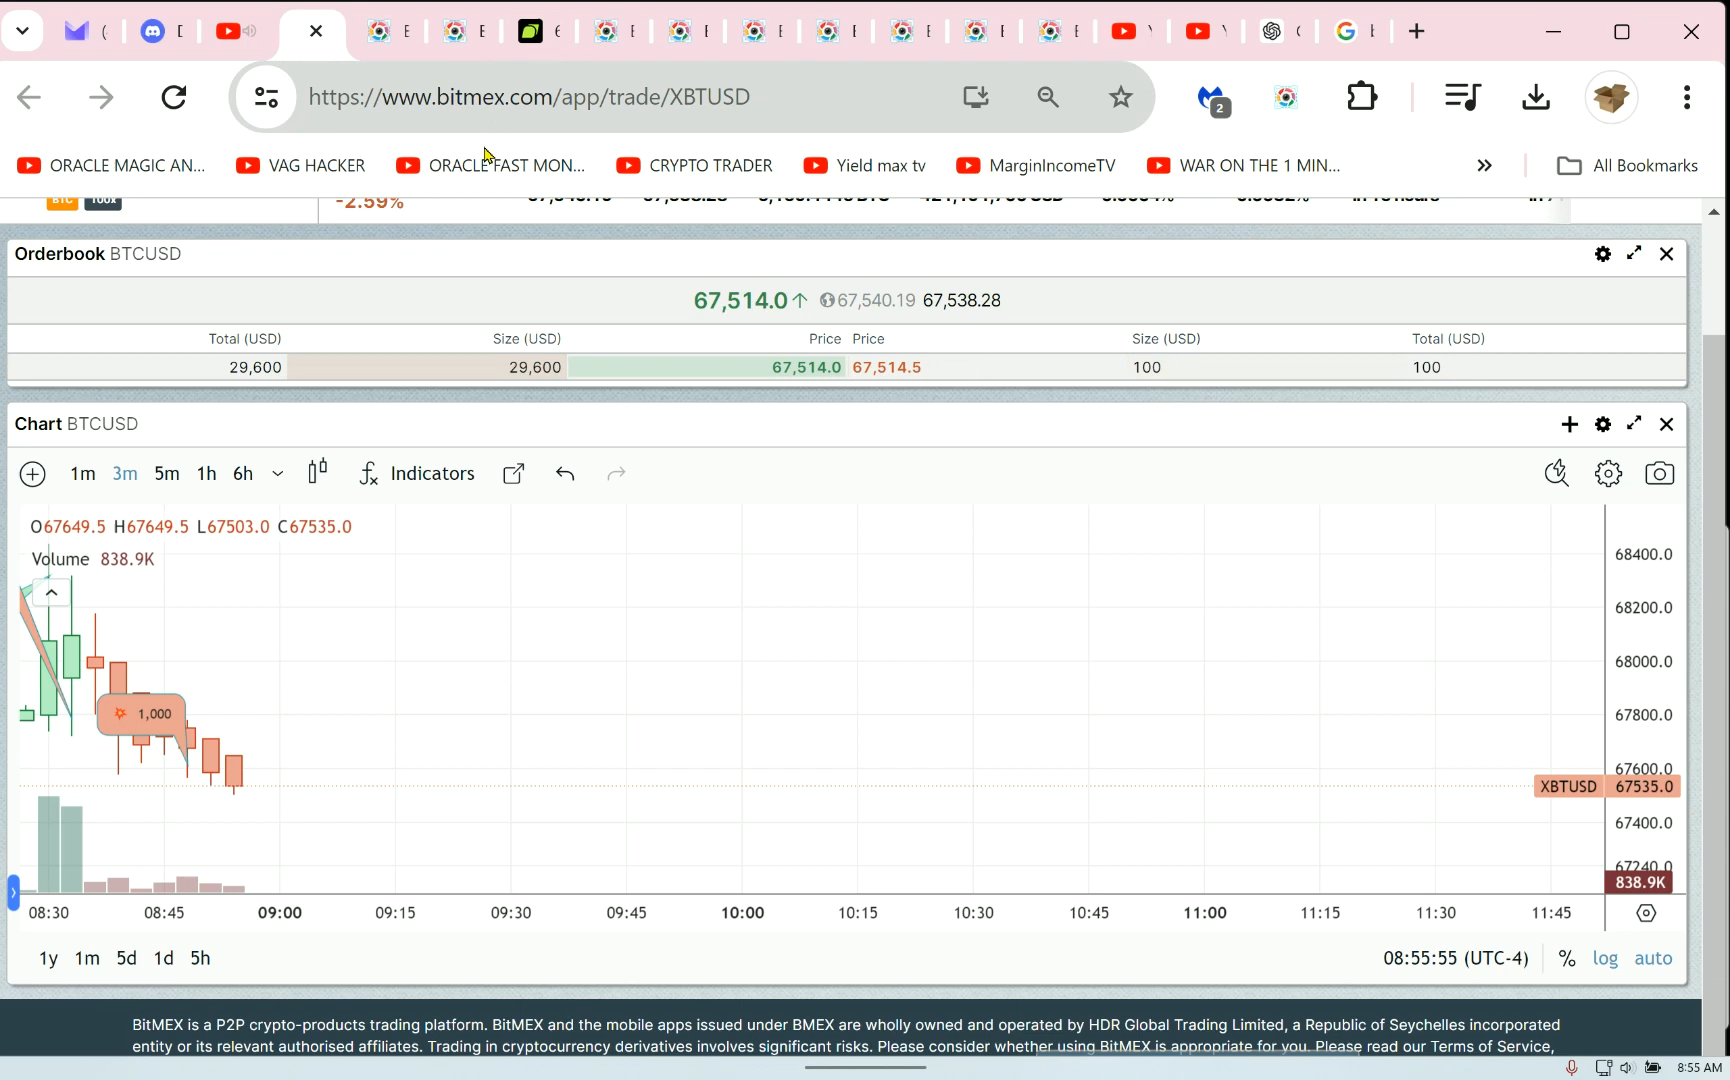 https://www.bitmex.com/app/trade/XBTUSD
2
ORACLE MAGIC AN... VAG HACKER ORACLE FAST MON... CRYPTO TRADER Yield max tv MarginIncomeTV WAR ON THE 1 MIN... » All Bookmarks
BTC 100x -2.59%
Orderbook BTCUSD
67,514.0↑ 67,540.19 67,538.28
Total (USD) Size (USD) Price Price Size (USD) Total (USD)
29,600 29,600 67,514.0 67,514.5 100 100
Chart BTCUSD
1m 3m 5m 1h 6h fx Indicators
O67649.5 H67649.5 L67503.0 C67535.0
Volume 838.9K
68400.0
68200.0
68000.0
1,000
67800.0
67600.0
XBTUSD 67535.0
67400.0
67240.0
838.9K
08:30 08:45 09:00 09:15 09:30 09:45 10:00 10:15 10:30 10:45 11:00 11:15 11:30 11:45
1y 1m 5d 1d 5h 08:55:55 (UTC-4) % log auto
BitMEX is a P2P crypto-products trading platform. BitMEX and the mobile apps issued under BMEX are wholly owned and operated by HDR Global Trading Limited, a Republic of Seychelles incorporated
entity or its relevant authorised affiliates. Trading in cryptocurrency derivatives involves significant risks. Please consider whether using BitMEX is appropriate for you. Please read our Terms of Service,
8:55 AM